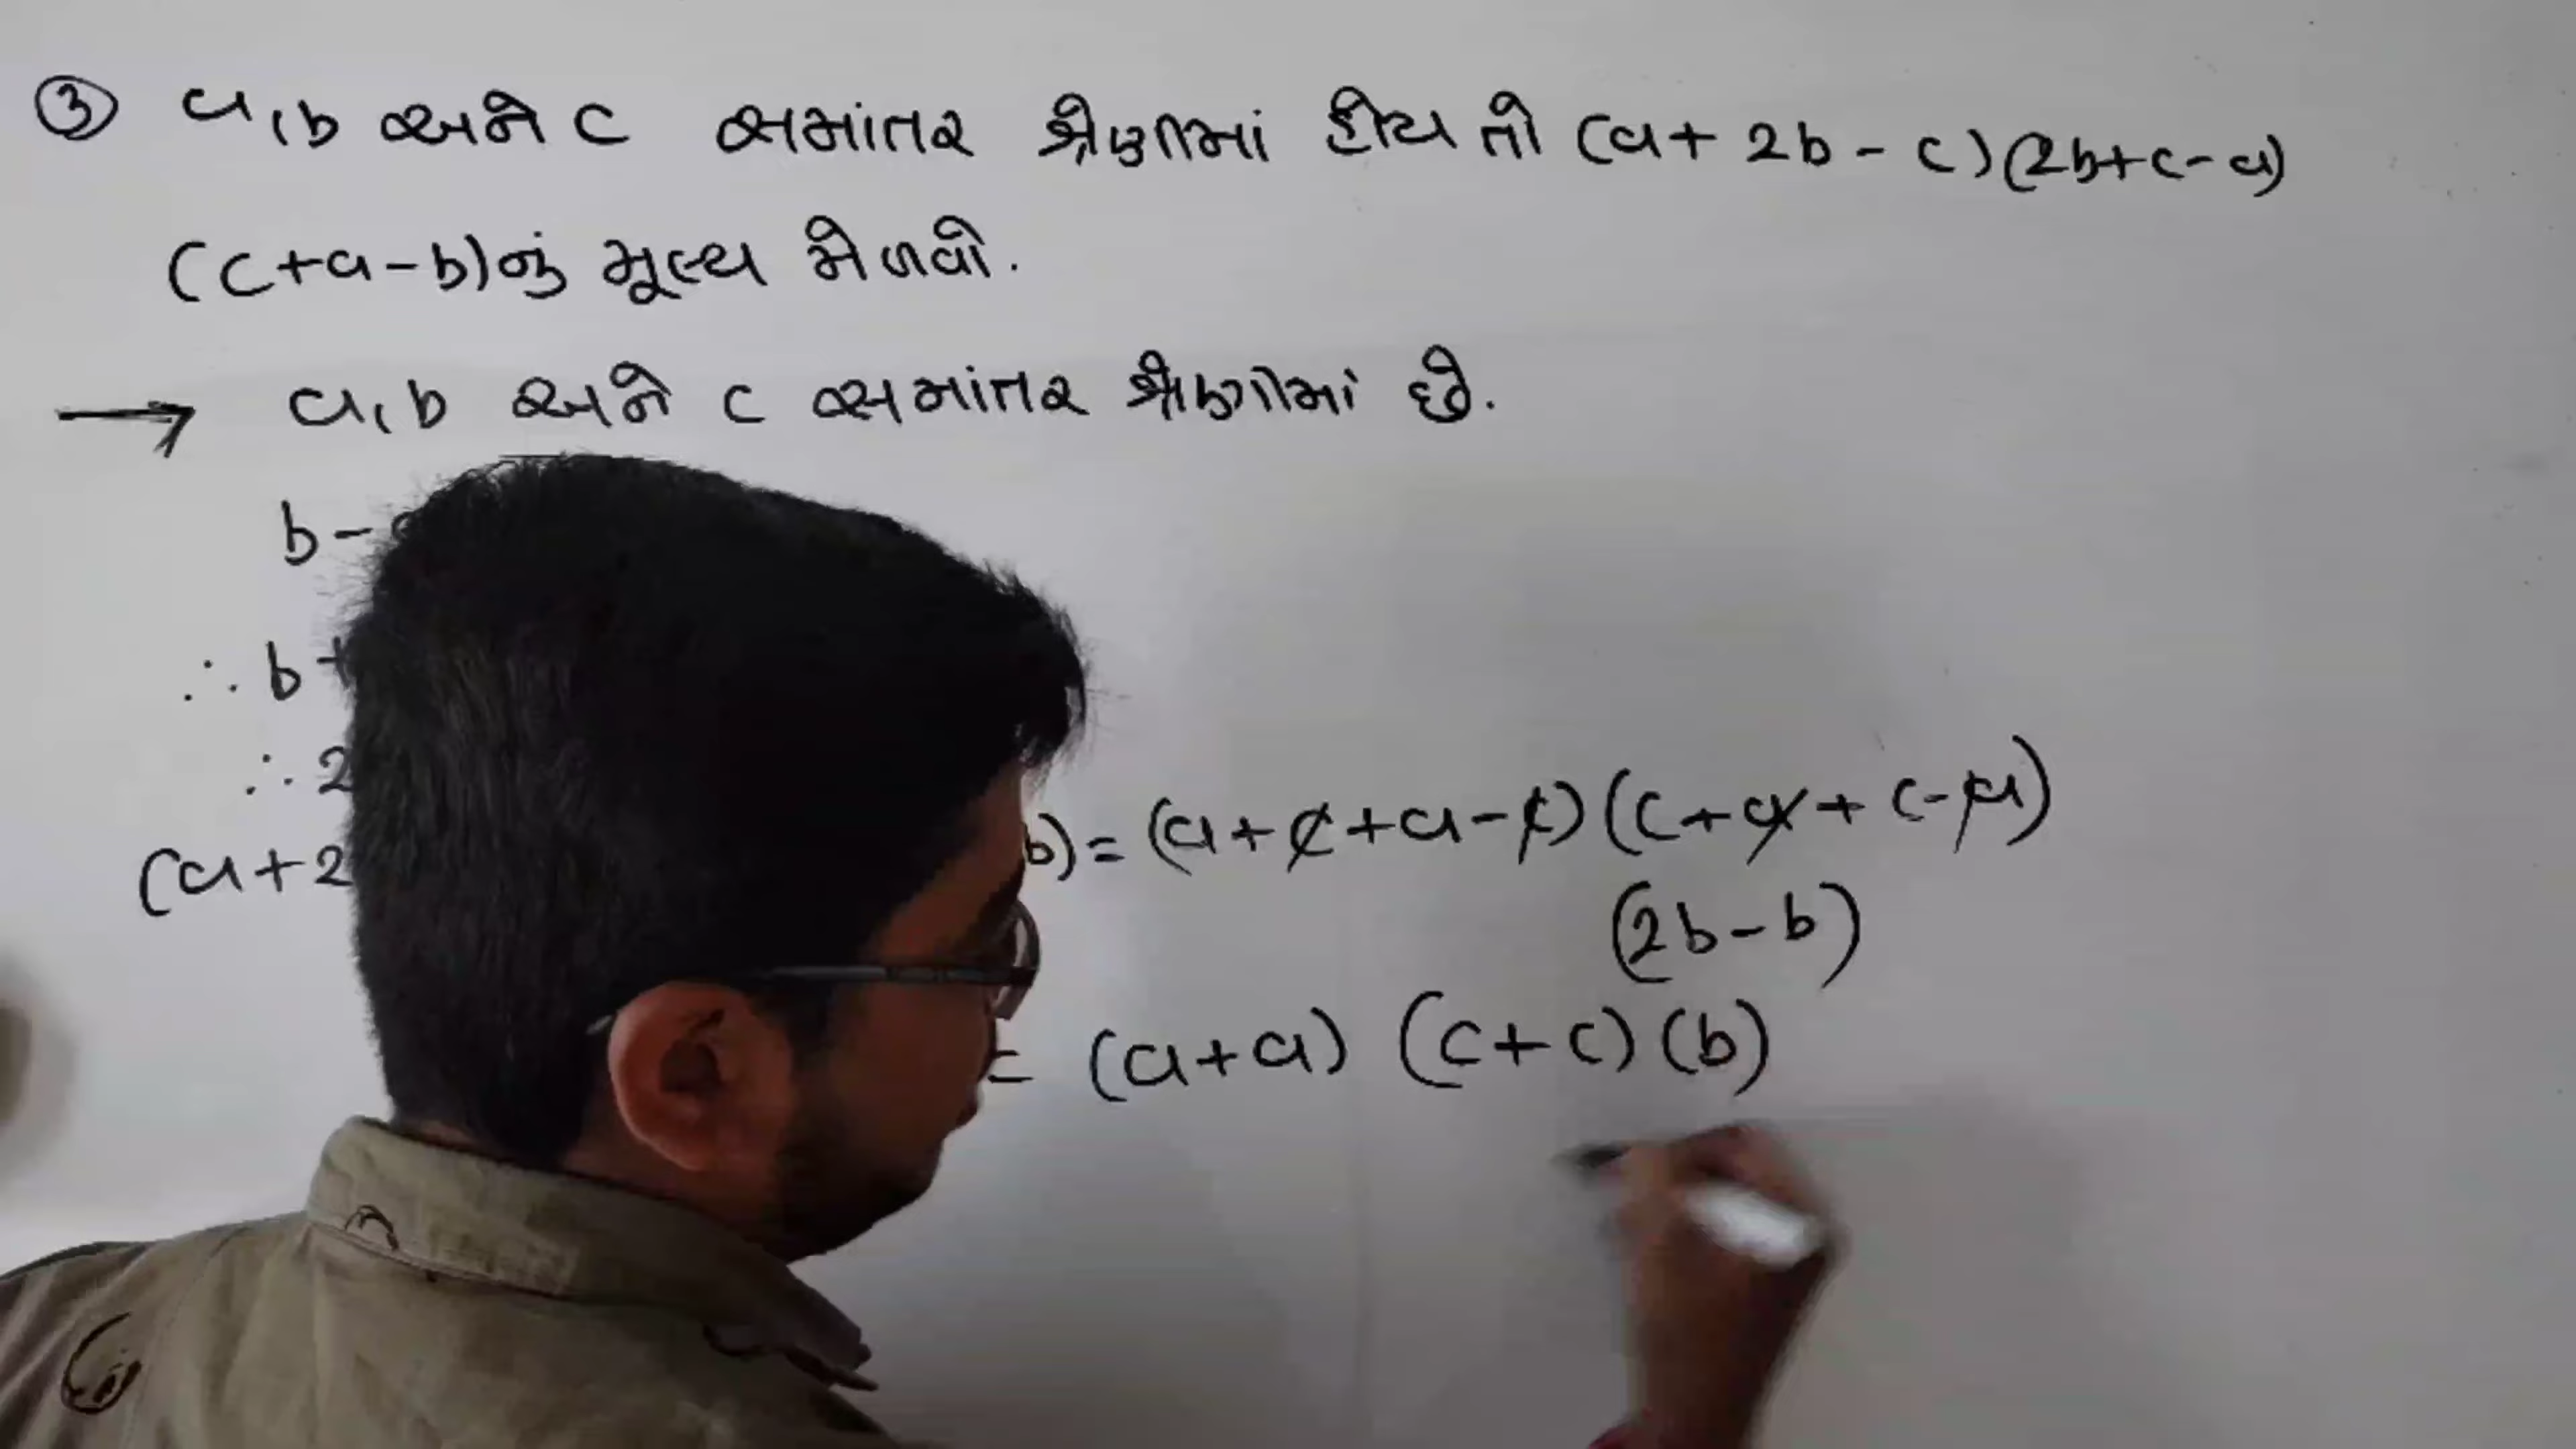 ③ a, b અને c સમાંતર શ્રેણીમાં હોય તો (a + 2b - c)(2b+c-a)
(c+a-b)નું મૂલ્ય મેળવો.
→ a, b અને c સમાંતર શ્રેણીમાં છે.
b -
∴ b +
∴ 2
(a+2 b) = (a+c+a-c)(c+a+c-a)
(2b-b)
= (a+a) (c+c) (b)